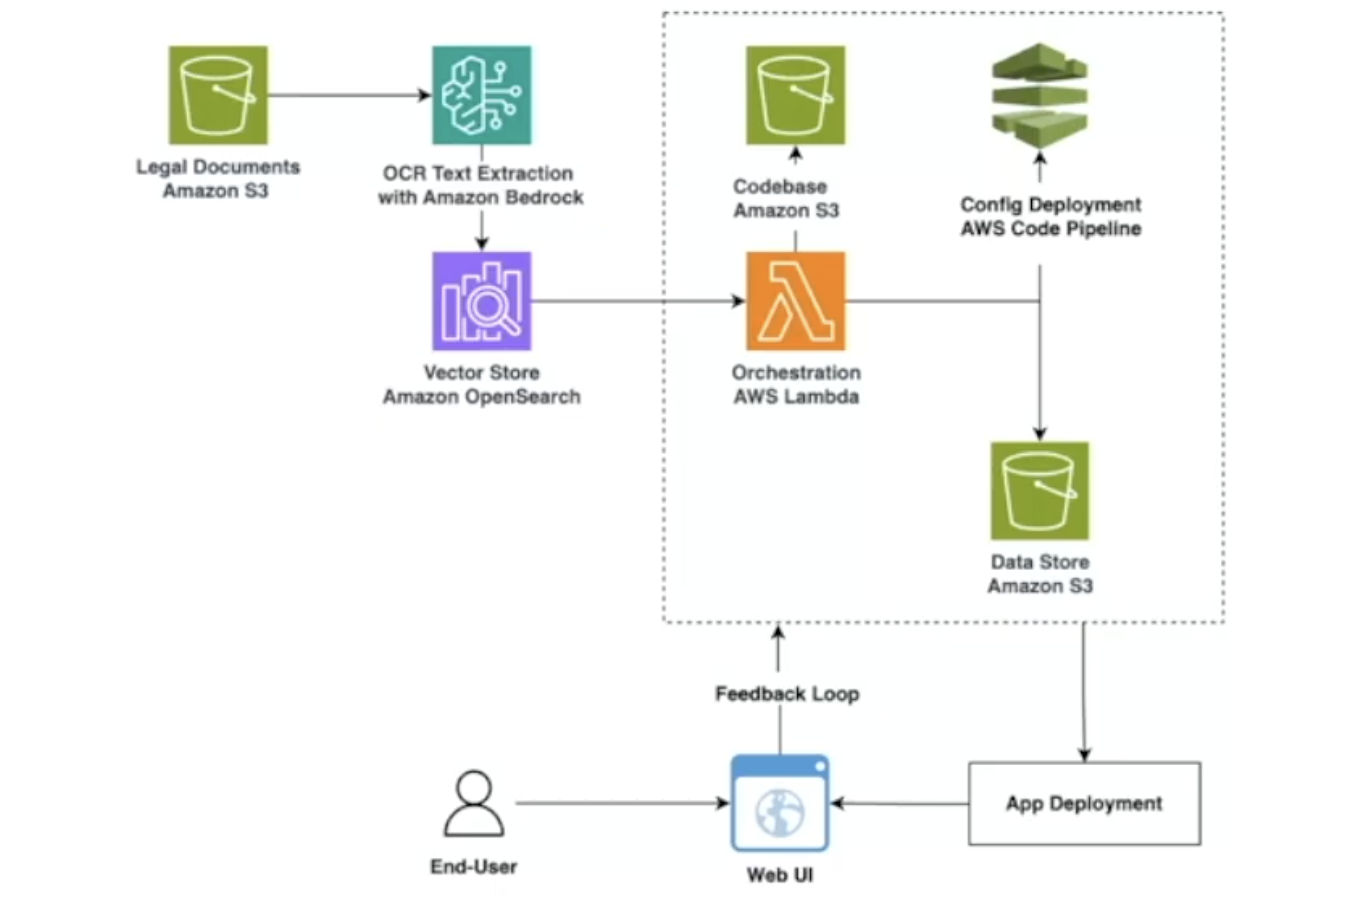 Legal Documents
Amazon S3
OCR Text Extraction
with Amazon Bedrock
Codebase
Amazon S3
Config Deployment
AWS Code Pipeline
Vector Store
Amazon OpenSearch
Orchestration
AWS Lambda
Data Store
Amazon S3
Feedback Loop
App Deployment
End-User
Web UI